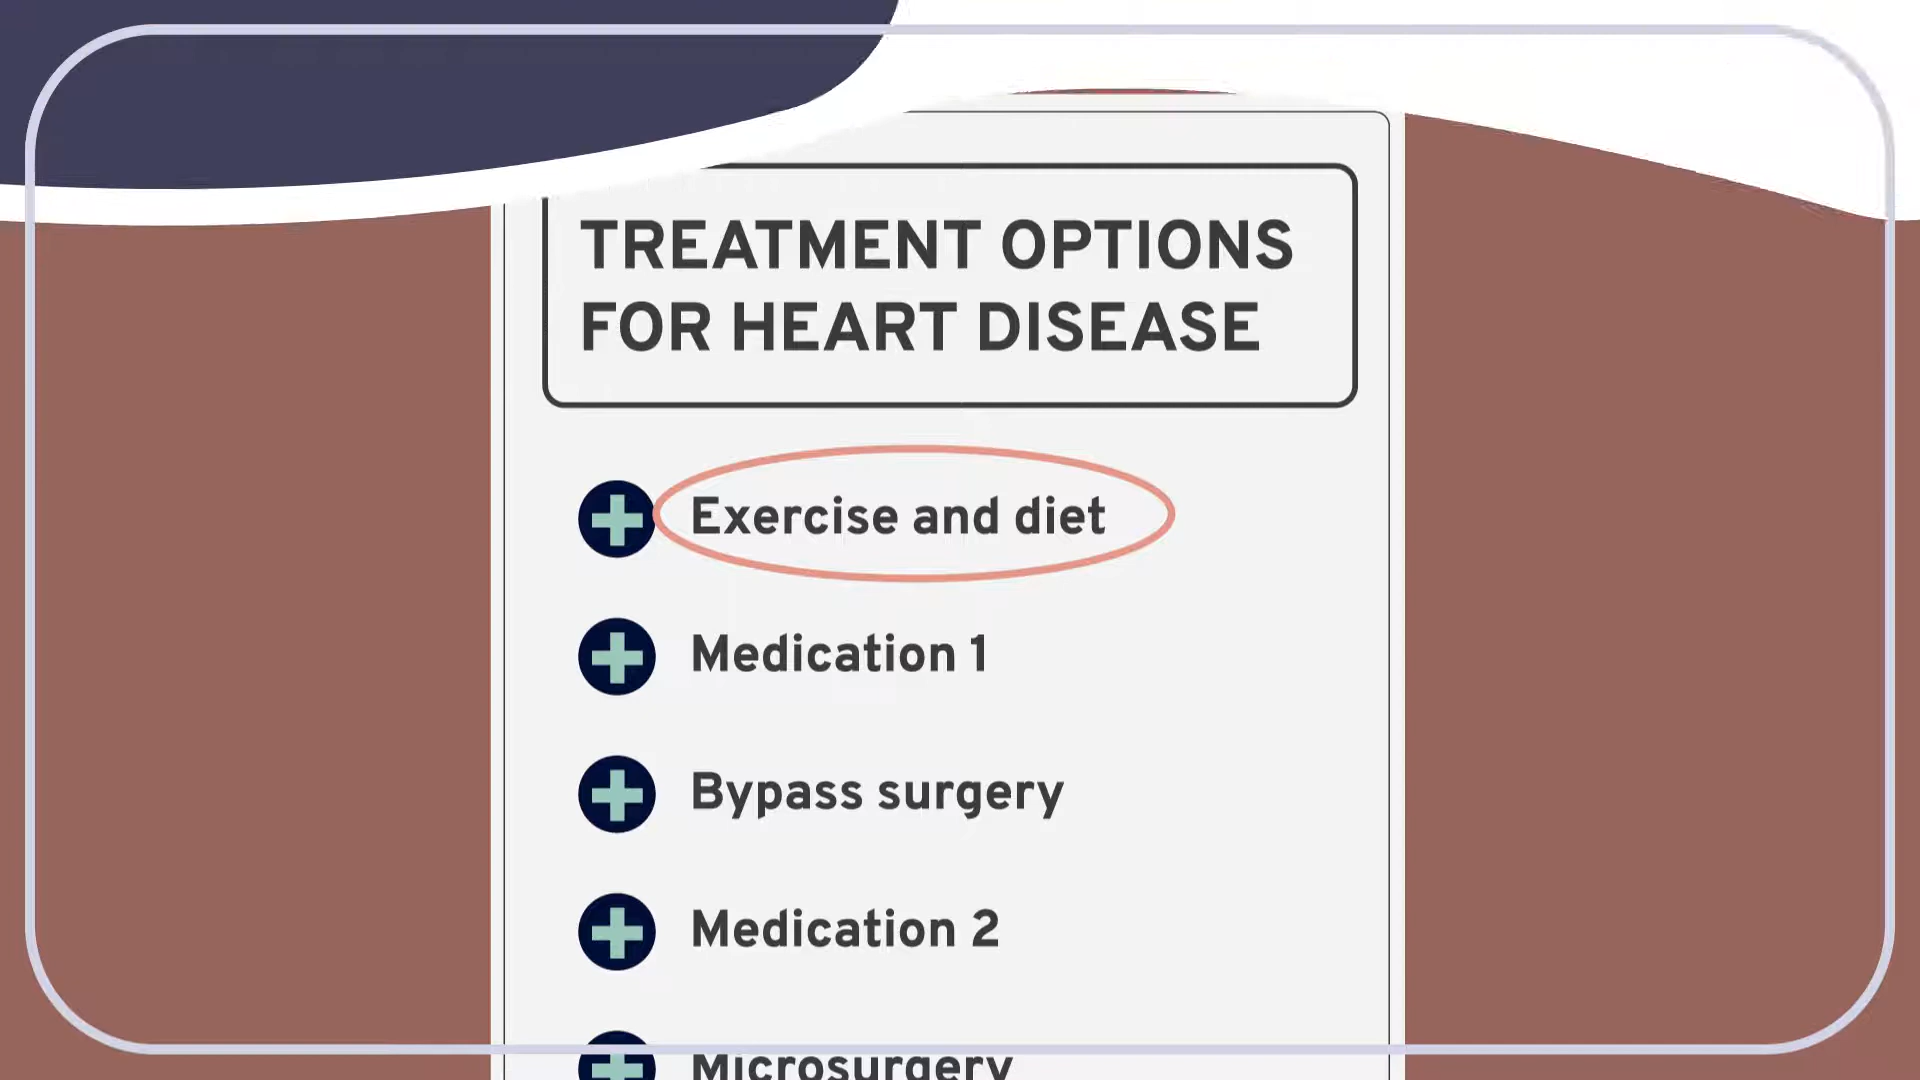 TREATMENT OPTIONS
FOR HEART DISEASE
Exercise and diet
Medication 1
Bypass surgery
Medication 2
Microsurgery